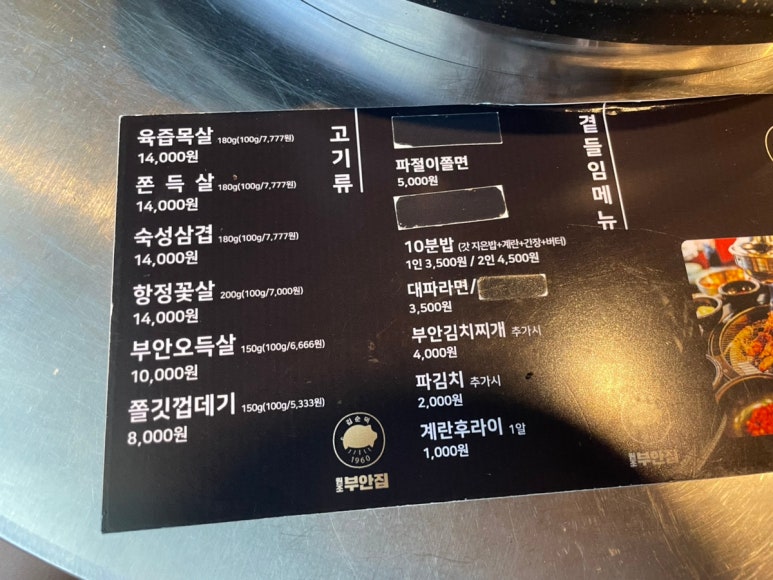 고기류
육즙목살 180g(100g/7,777원)
14,000원
쫀득살 180g(100g/7,777원)
14,000원
숙성삼겹 180g(100g/7,777원)
14,000원
항정꽃살 200g(100g/7,000원)
14,000원
부안오득살 150g(100g/6,666원)
10,000원
쫄깃껍데기 150g(100g/5,333원)
8,000원
김순덕
1960
원조 부안집
곁들임메뉴
파절이쫄면
5,000원
10분밥 (갓 지은밥+계란+간장+버터)
1인 3,500원 / 2인 4,500원
대파라면/
3,500원
부안김치찌개 추가시
4,000원
파김치 추가시
2,000원
계란후라이 1알
1,000원
원조 부안집